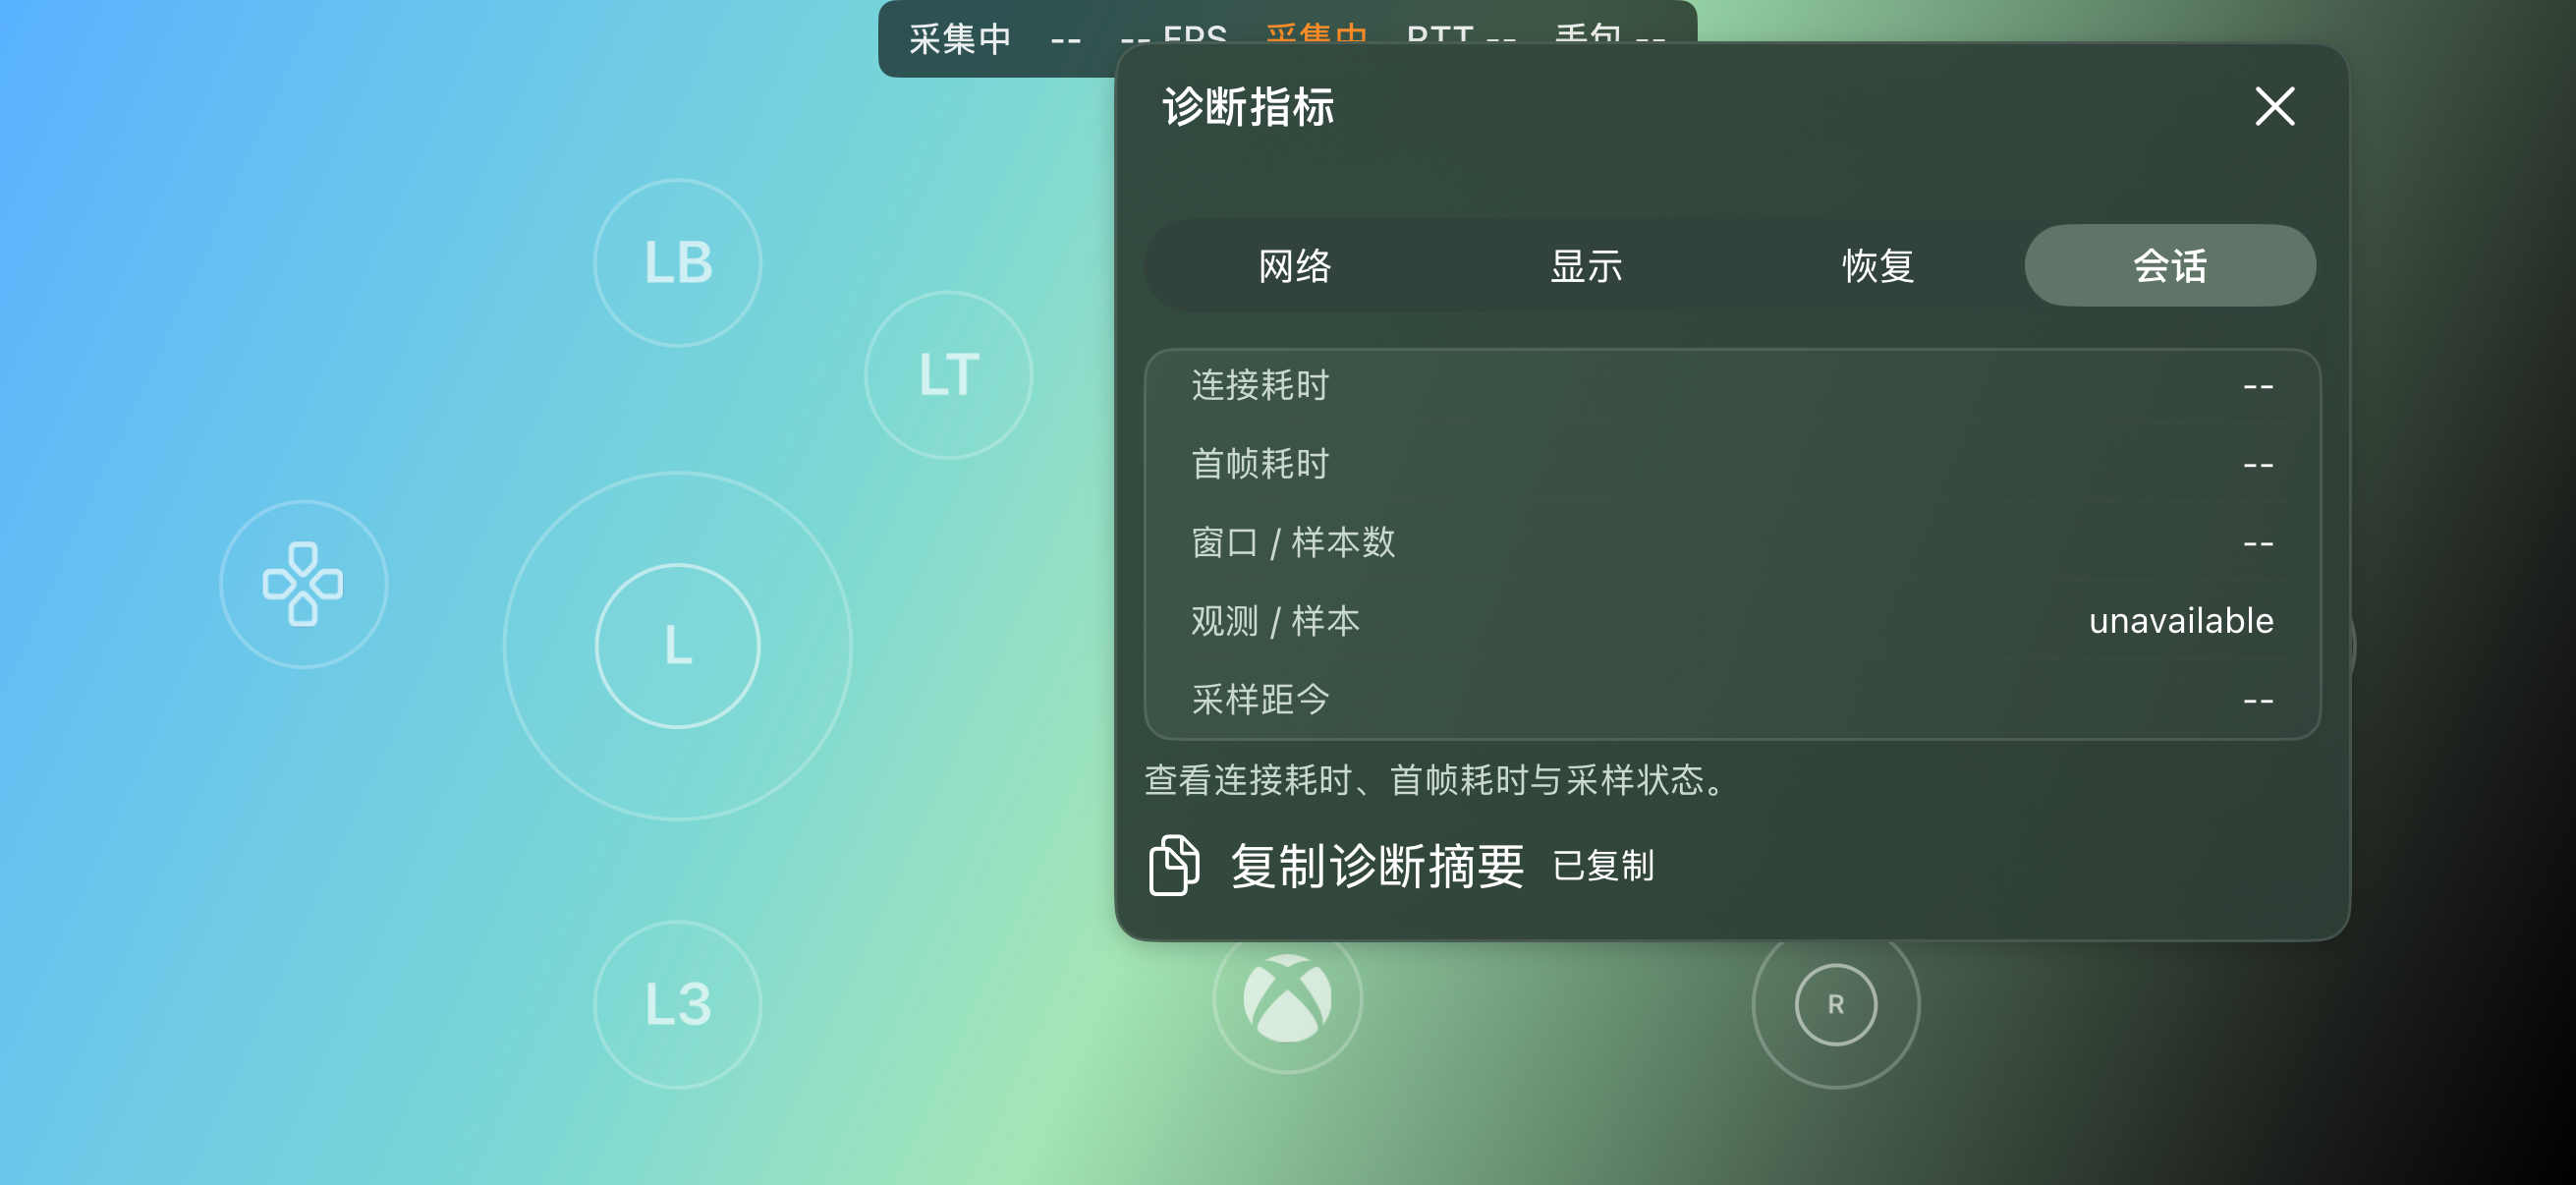 采集中 -- -- FPS 采集中 RTT -- 丢包 --
诊断指标
网络 显示 恢复 会话
连接耗时 --
首帧耗时 --
窗口 / 样本数 --
观测 / 样本 unavailable
采样距今 --
查看连接耗时、首帧耗时与采样状态。
复制诊断摘要 已复制
LB
LT
L
L3
R